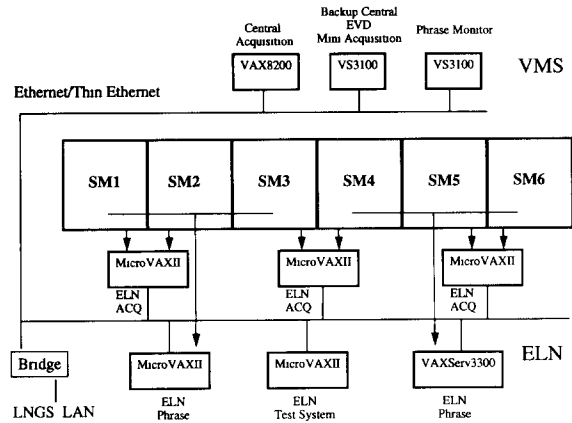 Central
Acquisition
Backup Central
EVD
Mini Acquisition
Phrase Monitor
VAX8200
VS3100
VS3100
VMS
Ethernet/Thin Ethernet
SM1
SM2
SM3
SM4
SM5
SM6
MicroVAXII
MicroVAXII
MicroVAXII
ELN
ACQ
ELN
ACQ
ELN
ACQ
ELN
Bridge
MicroVAXII
MicroVAXII
VAXServ3300
LNGS LAN
ELN
Phrase
ELN
Test System
ELN
Phrase